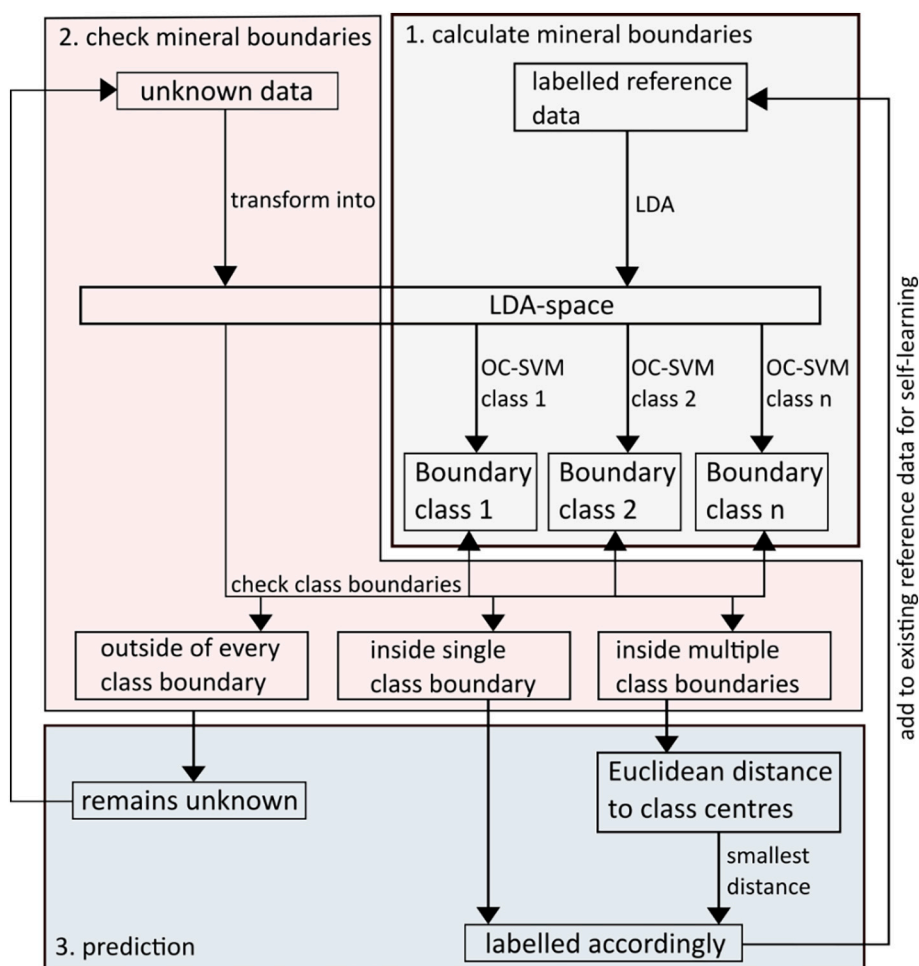 2. check mineral boundaries
unknown data
transform into
1. calculate mineral boundaries
labelled reference
data
LDA
LDA-space
OC-SVM
class 1
OC-SVM
class 2
OC-SVM
class n
Boundary
class 1
Boundary
class 2
Boundary
class n
check class boundaries
outside of every
class boundary
inside single
class boundary
inside multiple
class boundaries
remains unknown
Euclidean distance
to class centres
smallest
distance
labelled accordingly
3. prediction
add to existing reference data for self-learning